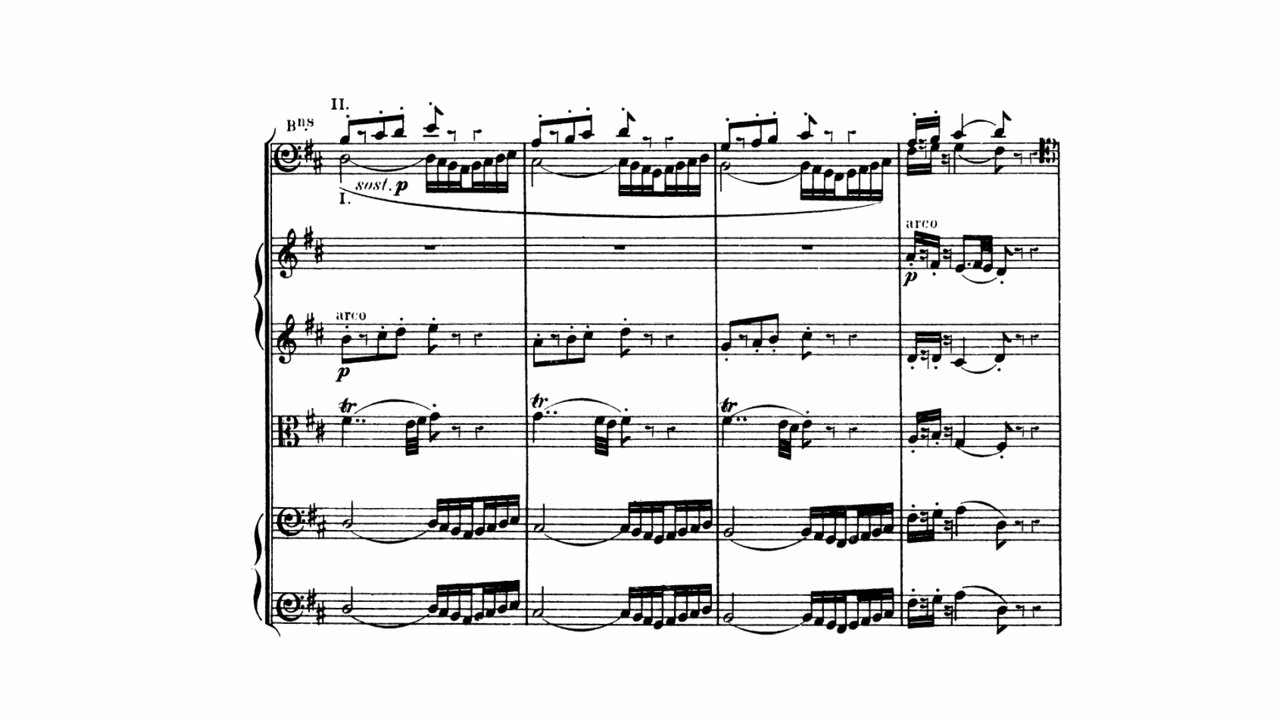 II.
Bns
sost. p
I.
arco
p
arco
p
tr tr tr